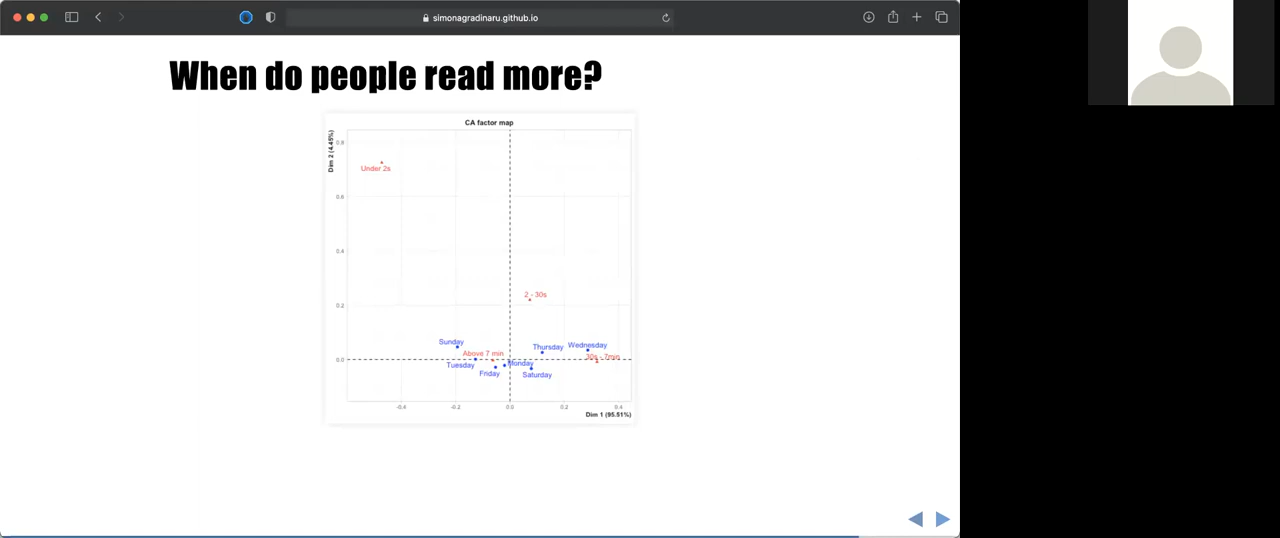 simonagradinaru.github.io
When do people read more?
CA factor map
Dim 2 (4.45%)
0.8
Under 2s
0.6
0.4
2 - 30s
0.2
Sunday
Above 7 min
Thursday
Wednesday
30s - 7min
0.0
Tuesday
Friday
Monday
Saturday
-0.4
-0.2
0.0
0.2
0.4
Dim 1 (95.51%)